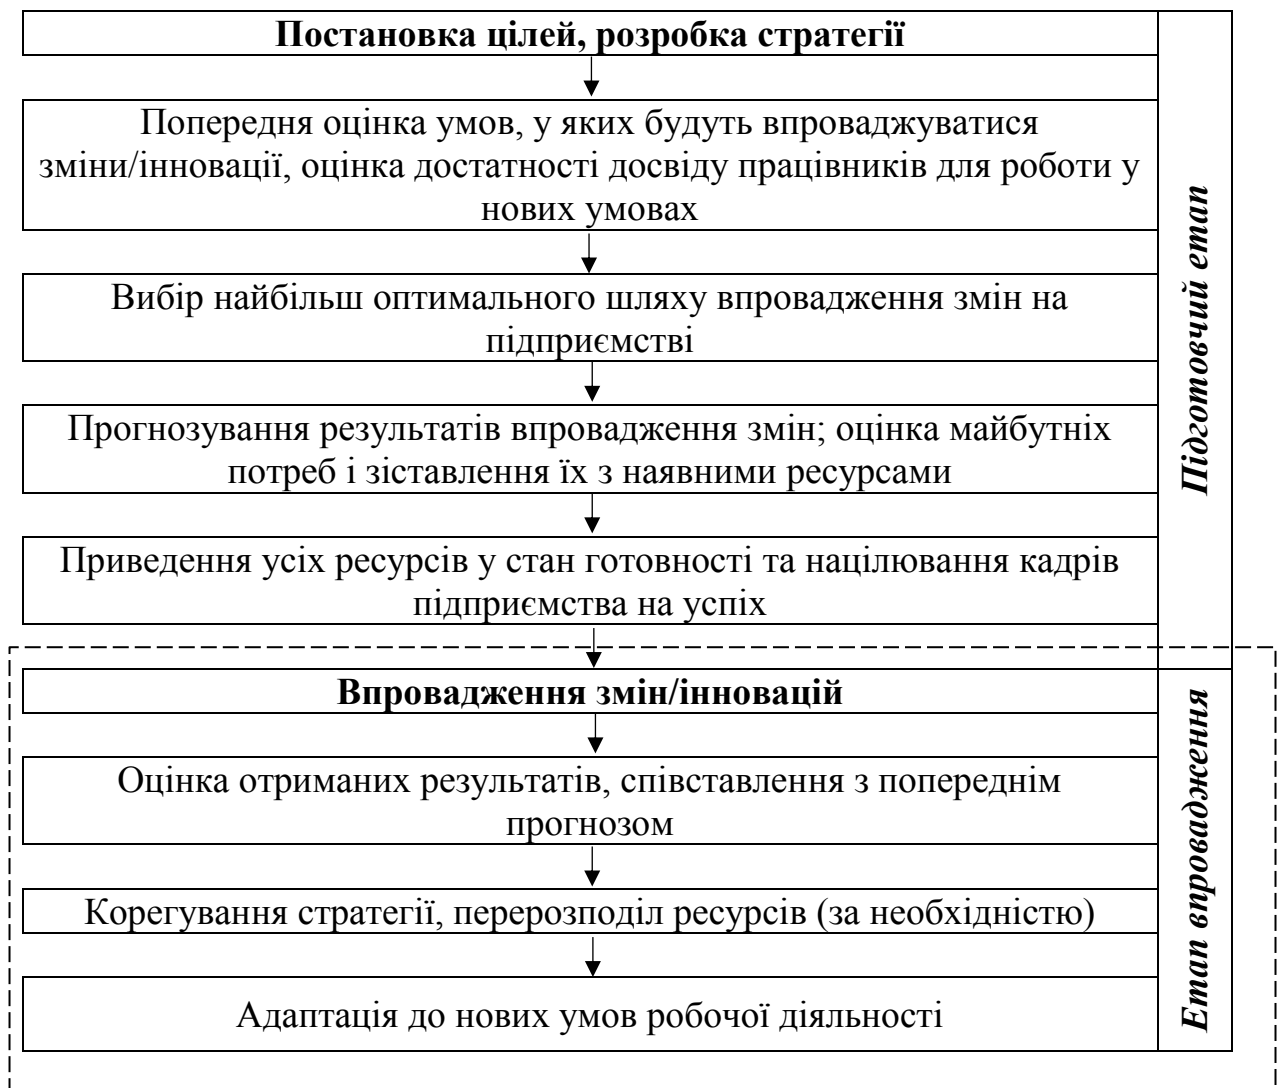 Постановка цілей, розробка стратегії
Попередня оцінка умов, у яких будуть впроваджуватися
зміни/інновації, оцінка достатності досвіду працівників для роботи у
нових умовах
Вибір найбільш оптимального шляху впровадження змін на
підприємстві
Прогнозування результатів впровадження змін; оцінка майбутніх
потреб і зіставлення їх з наявними ресурсами
Приведення усіх ресурсів у стан готовності та націлювання кадрів
підприємства на успіх
Підготовчий етап
Впровадження змін/інновацій
Оцінка отриманих результатів, співставлення з попереднім
прогнозом
Корегування стратегії, перерозподіл ресурсів (за необхідністю)
Адаптація до нових умов робочої діяльності
Етап впровадження